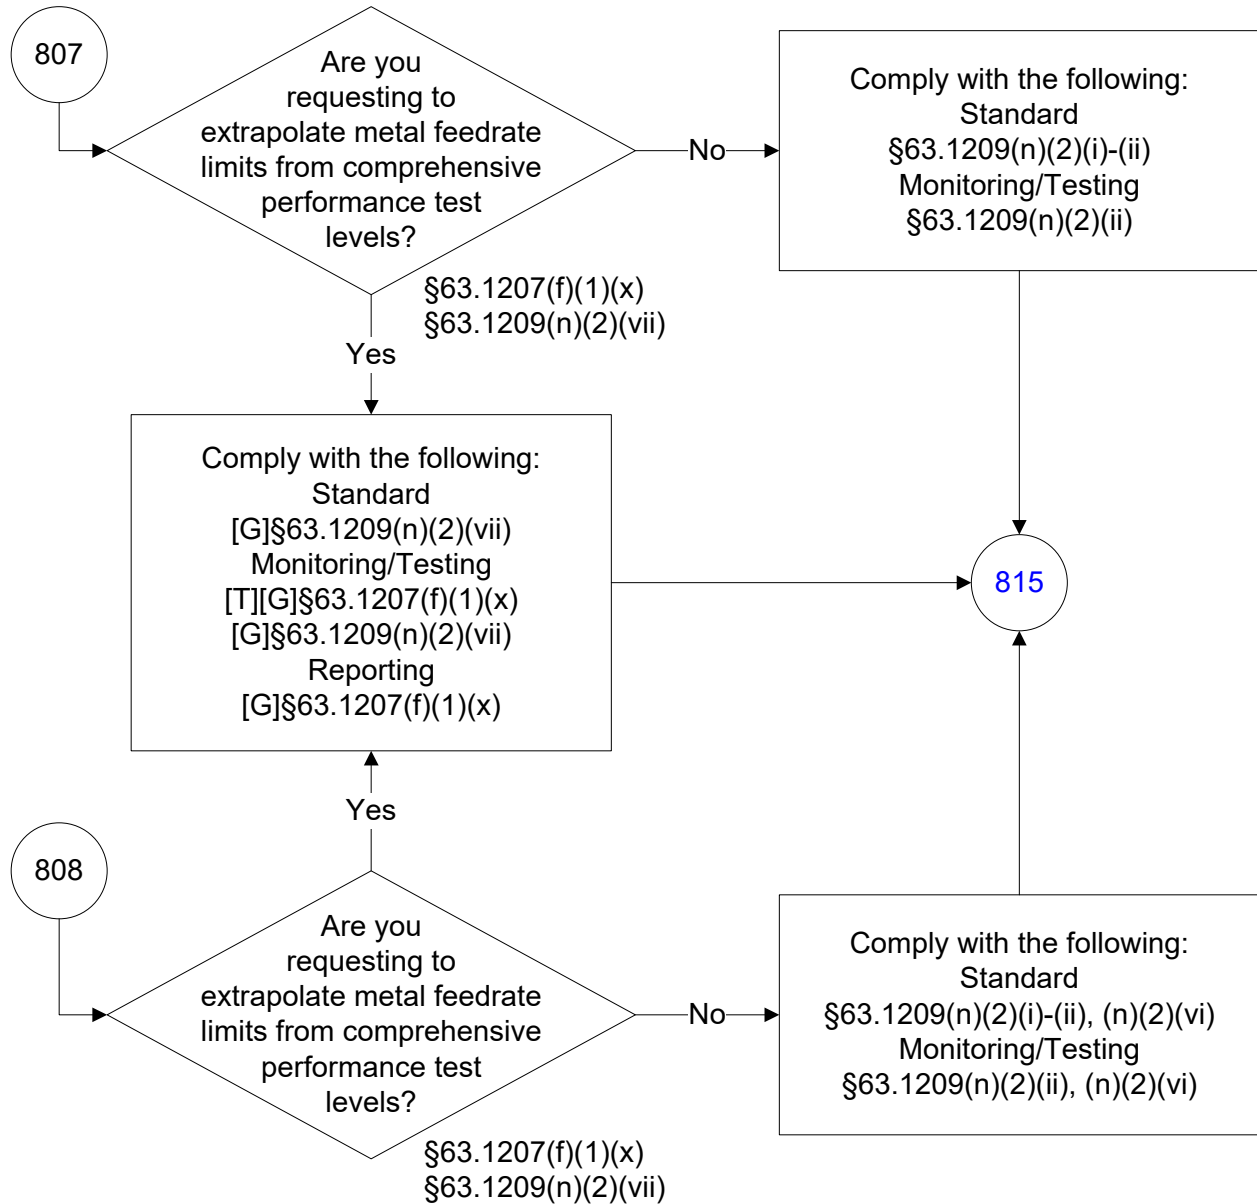 807
Are you
requesting to
extrapolate metal feedrate
limits from comprehensive
performance test
levels?
No
Comply with the following:
Standard
§63.1209(n)(2)(i)-(ii)
Monitoring/Testing
§63.1209(n)(2)(ii)
§63.1207(f)(1)(x)
§63.1209(n)(2)(vii)
Yes
Comply with the following:
Standard
[G]§63.1209(n)(2)(vii)
Monitoring/Testing
[T][G]§63.1207(f)(1)(x)
[G]§63.1209(n)(2)(vii)
Reporting
[G]§63.1207(f)(1)(x)
815
Yes
808
Are you
requesting to
extrapolate metal feedrate
limits from comprehensive
performance test
levels?
No
Comply with the following:
Standard
§63.1209(n)(2)(i)-(ii), (n)(2)(vi)
Monitoring/Testing
§63.1209(n)(2)(ii), (n)(2)(vi)
§63.1207(f)(1)(x)
§63.1209(n)(2)(vii)